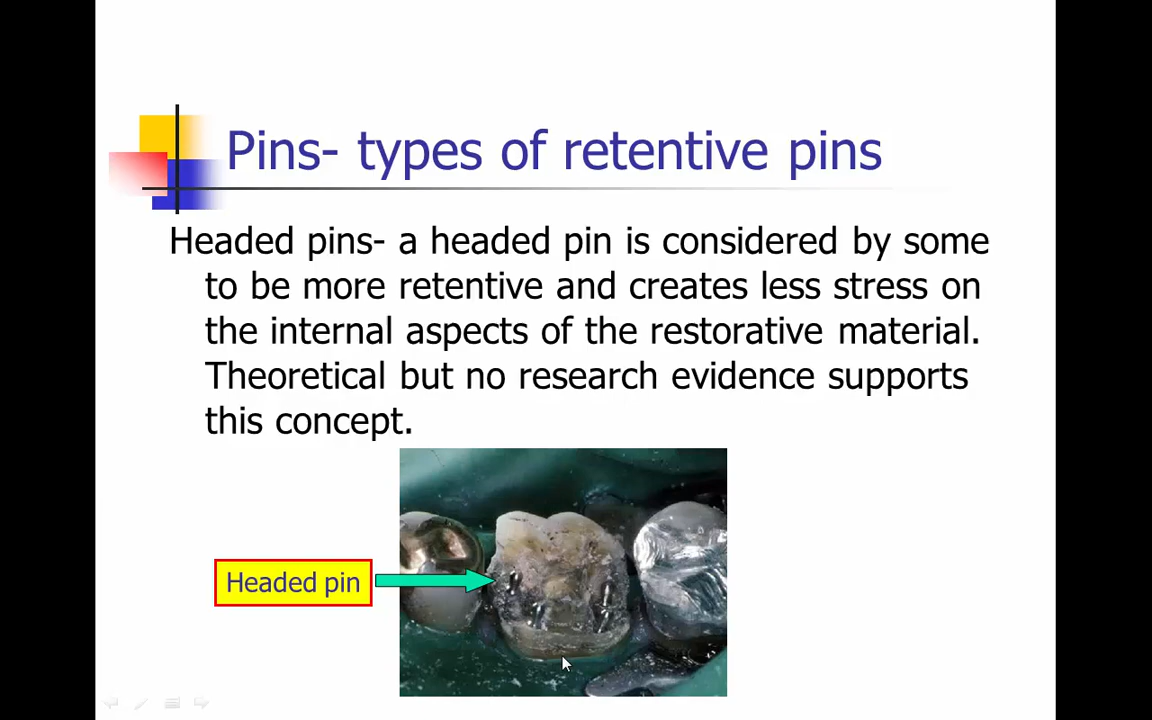 Pins- types of retentive pins
Headed pins- a headed pin is considered by some
to be more retentive and creates less stress on
the internal aspects of the restorative material.
Theoretical but no research evidence supports
this concept.
Headed pin